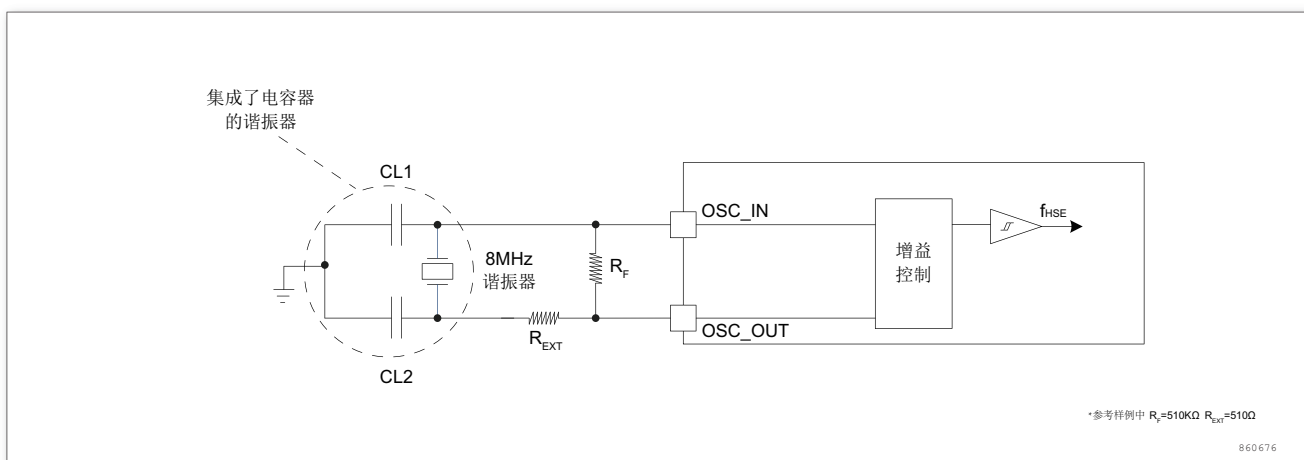 集成了电容器
的谐振器
CL1
OSC_IN
fHSE
8MHz
谐振器
RF
增益
控制
REXT
OSC_OUT
CL2
*参考样例中 RF=510KΩ REXT=510Ω
860676